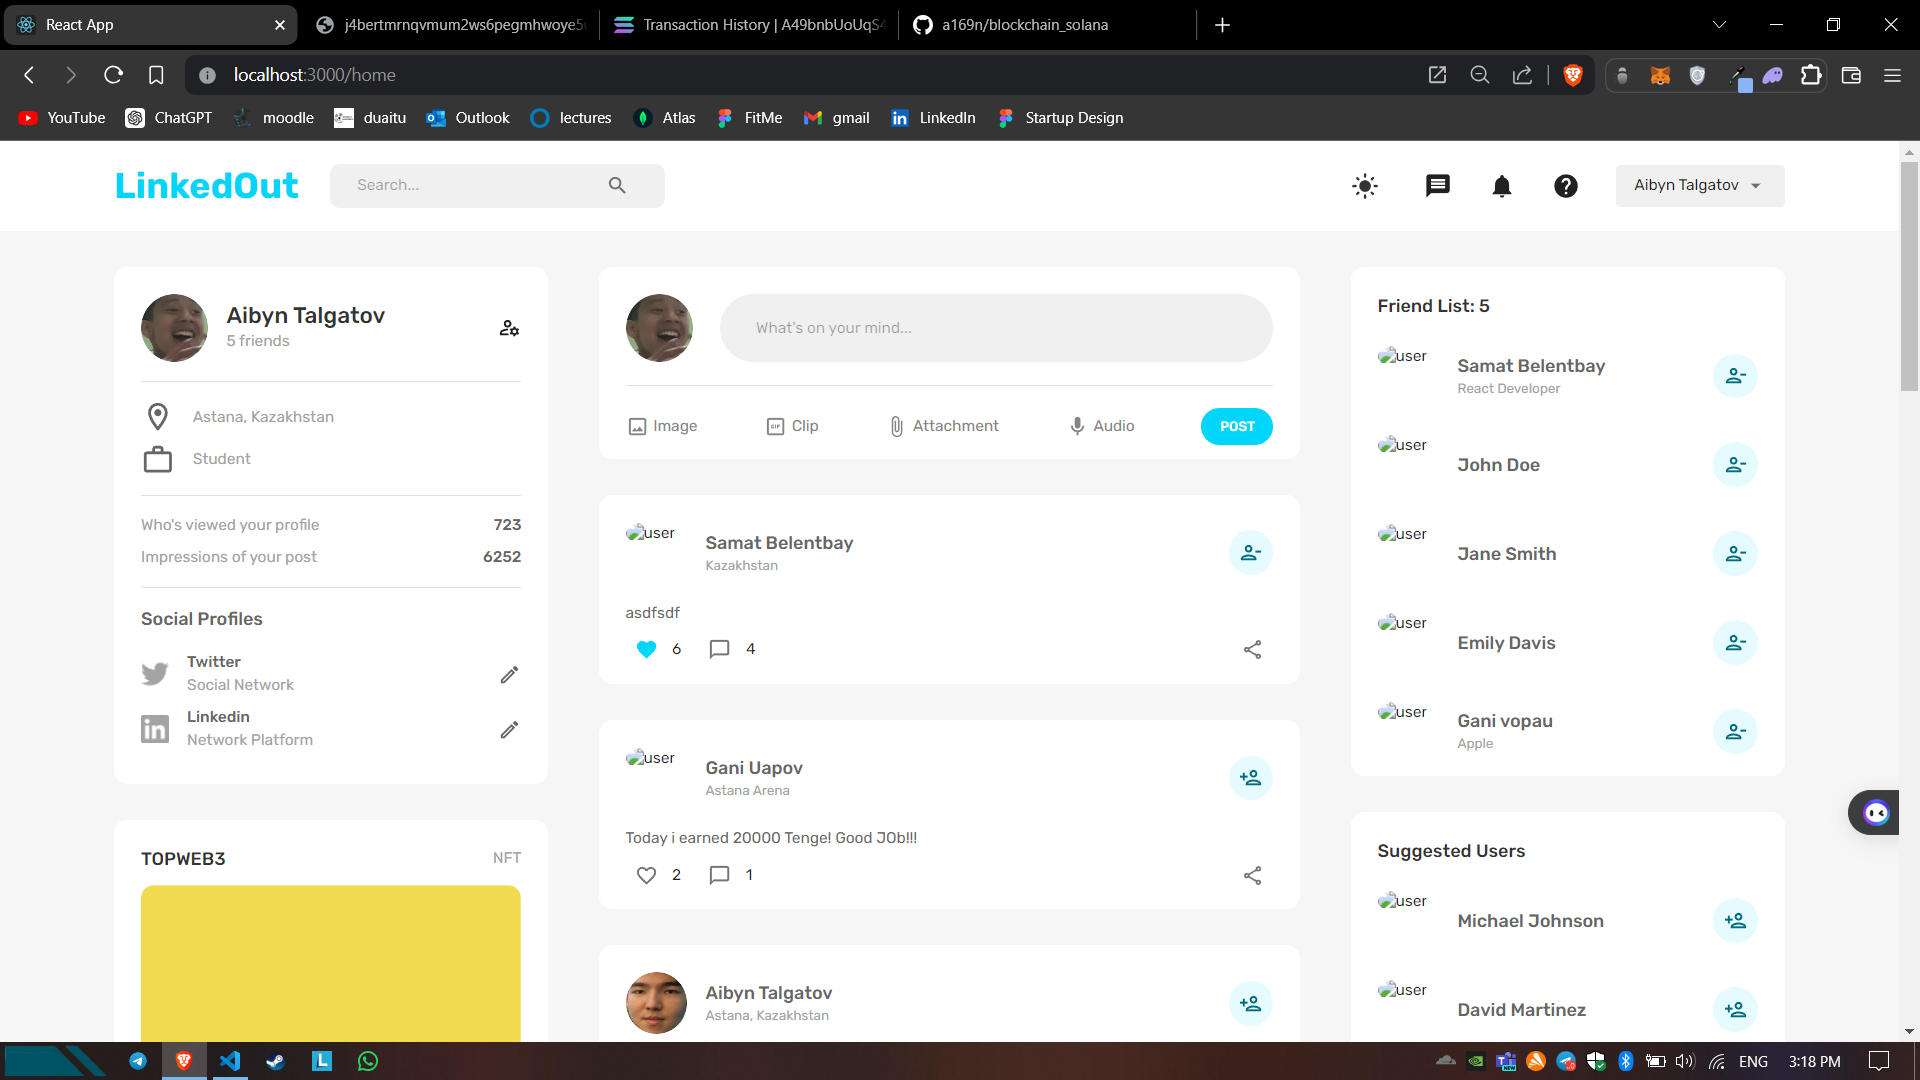 React App
j4bertmrnqvmum2ws6pegmhwoye5
Transaction History | A49bnbUoUqS4
a169n/blockchain_solana
localhost:3000/home
YouTube
ChatGPT
moodle
duaitu
Outlook
lectures
Atlas
FitMe
gmail
LinkedIn
Startup Design
LinkedOut
Search...
Aibyn Talgatov
Aibyn Talgatov
5 friends
Astana, Kazakhstan
Student
Who's viewed your profile 723
Impressions of your post 6252
Social Profiles
Twitter
Social Network
Linkedin
Network Platform
TOPWEB3 NFT
What's on your mind...
Image
Clip
Attachment
Audio
POST
user
Samat Belentbay
Kazakhstan
asdfsdf
6 4
user
Gani Uapov
Astana Arena
Today i earned 20000 Tenge! Good JOb!!!
2 1
Aibyn Talgatov
Astana, Kazakhstan
Friend List: 5
user
Samat Belentbay
React Developer
user
John Doe
user
Jane Smith
user
Emily Davis
user
Gani vopau
Apple
Suggested Users
user
Michael Johnson
user
David Martinez
ENG
3:18 PM